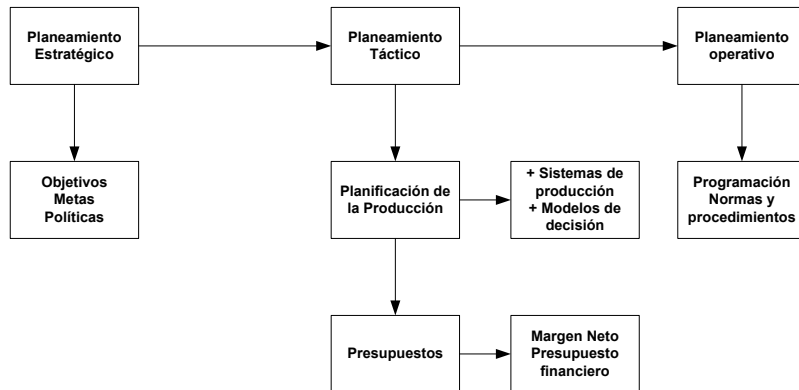 Planeamiento
Estratégico
Planeamiento
Táctico
Planeamiento
operativo
Objetivos
Metas
Políticas
Planificación de
la Producción
+ Sistemas de
producción
+ Modelos de
decisión
Programación
Normas y
procedimientos
Presupuestos
Margen Neto
Presupuesto
financiero